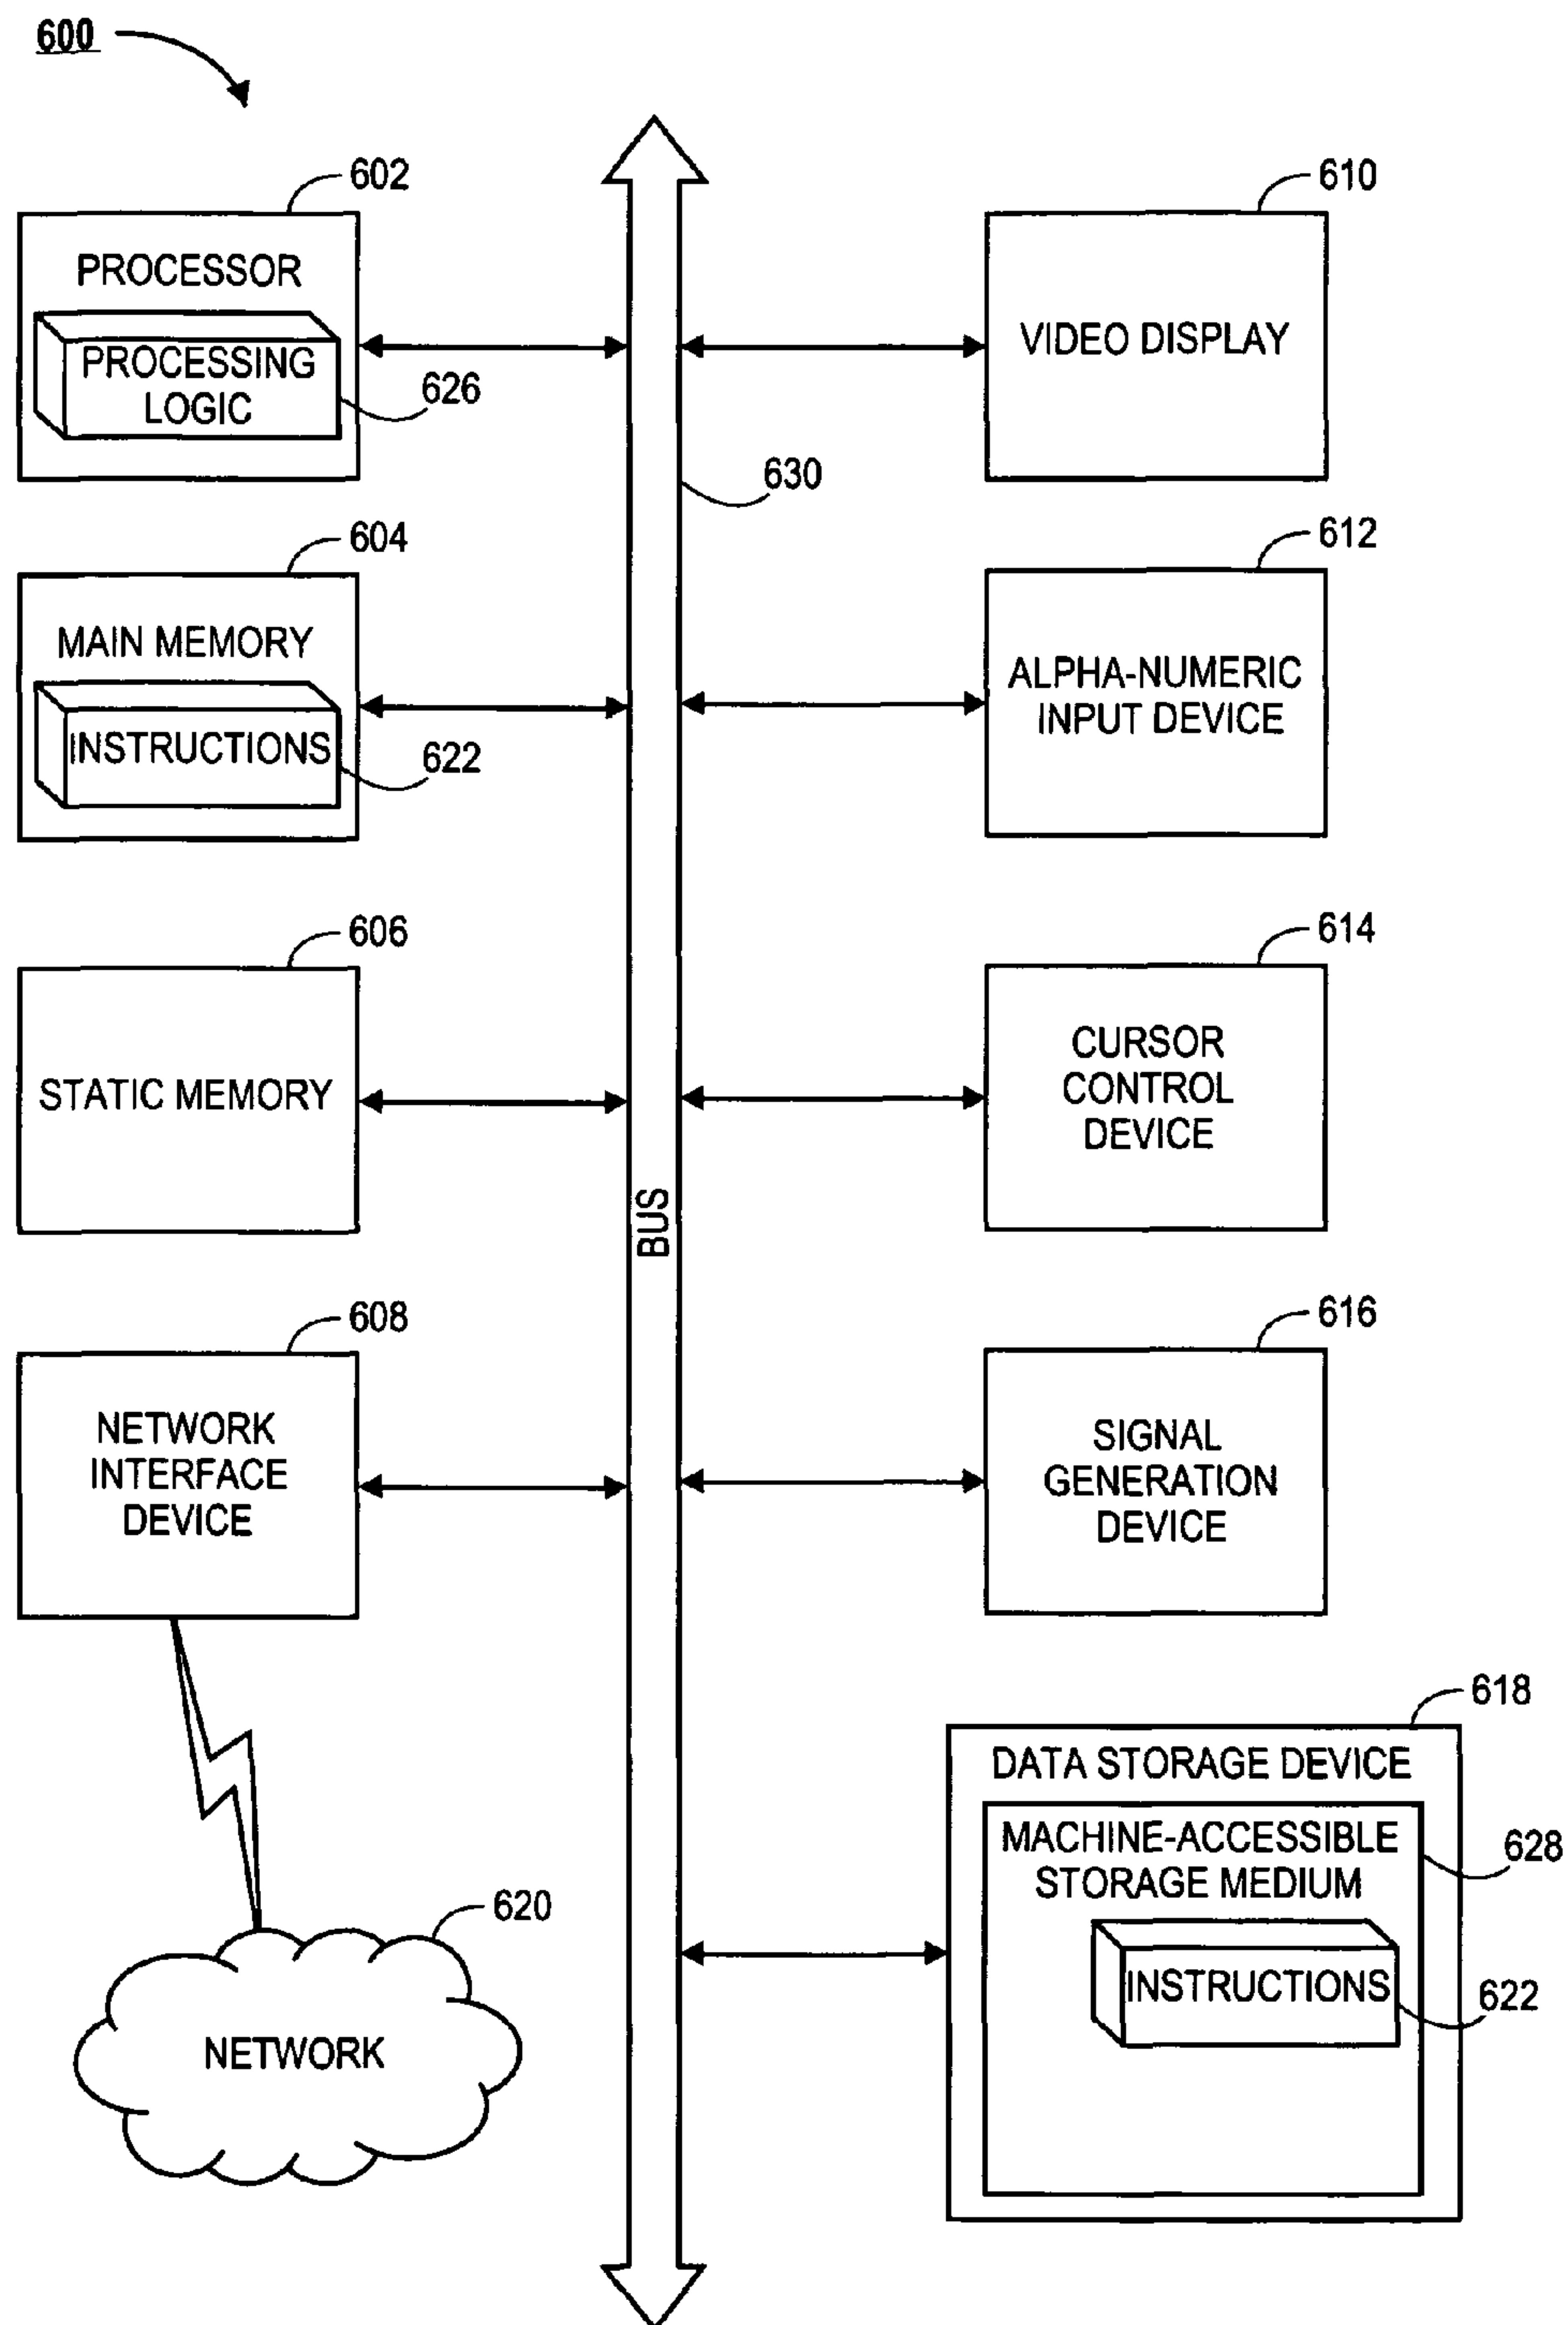 600
602
PROCESSOR
PROCESSING
LOGIC
626
604
MAIN MEMORY
INSTRUCTIONS
622
606
STATIC MEMORY
608
NETWORK
INTERFACE
DEVICE
620
NETWORK
630
BUS
610
VIDEO DISPLAY
612
ALPHA-NUMERIC
INPUT DEVICE
614
CURSOR
CONTROL
DEVICE
616
SIGNAL
GENERATION
DEVICE
618
DATA STORAGE DEVICE
MACHINE-ACCESSIBLE
STORAGE MEDIUM
628
INSTRUCTIONS
622